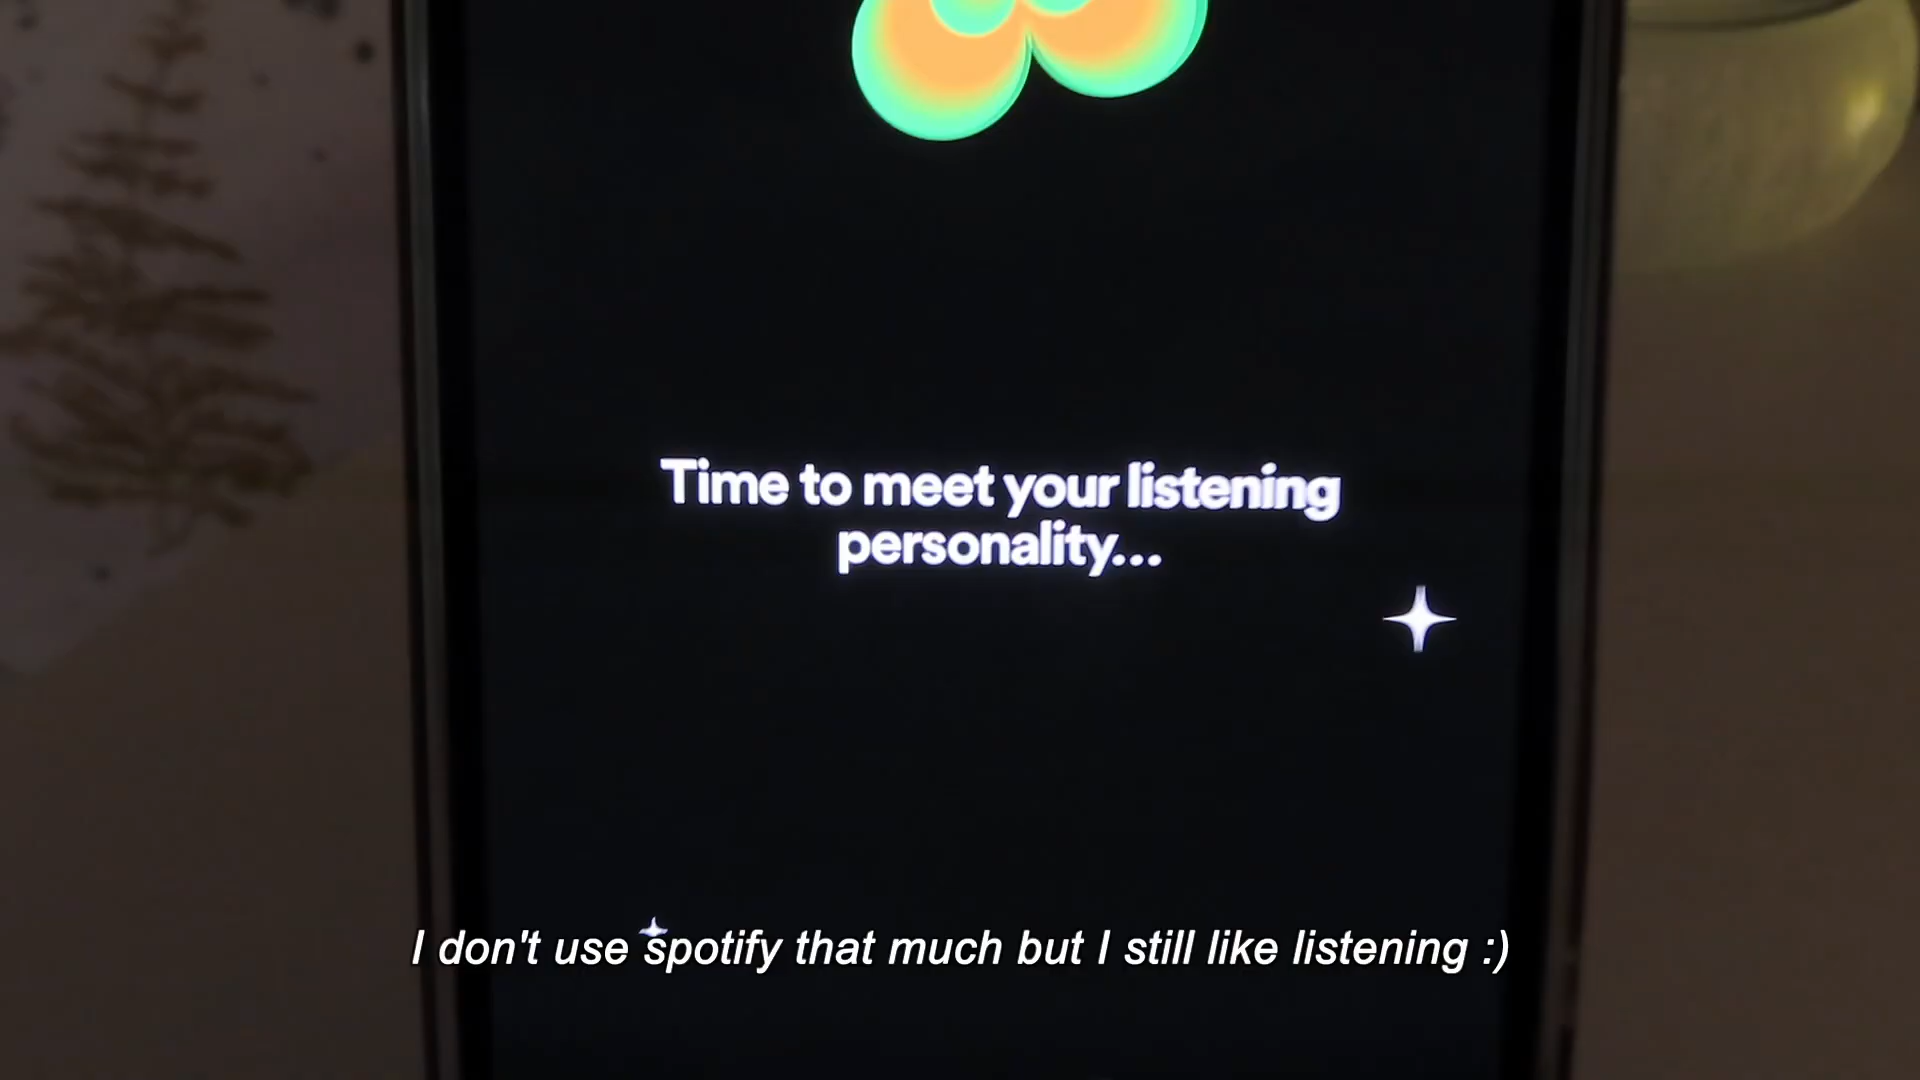 Time to meet your listening
personality...
I don't use spotify that much but I still like listening :)